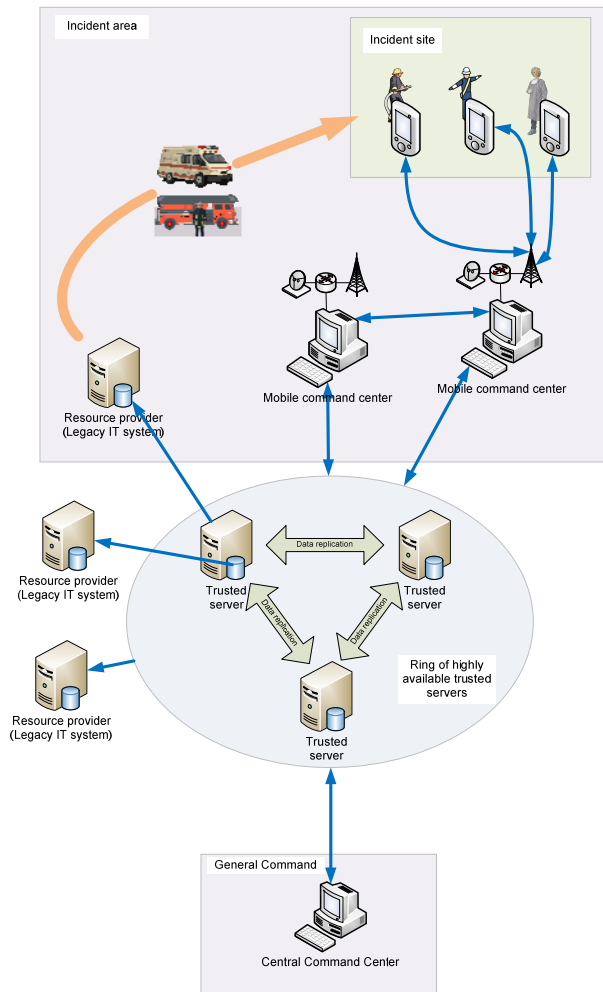 Incident area
Incident site
Mobile command center
Mobile command center
Resource provider
(Legacy IT system)
Resource provider
(Legacy IT system)
Resource provider
(Legacy IT system)
Trusted
server
Data replication
Trusted
server
Data replication
Data replication
Trusted
server
Ring of highly
available trusted
servers
General Command
Central Command Center